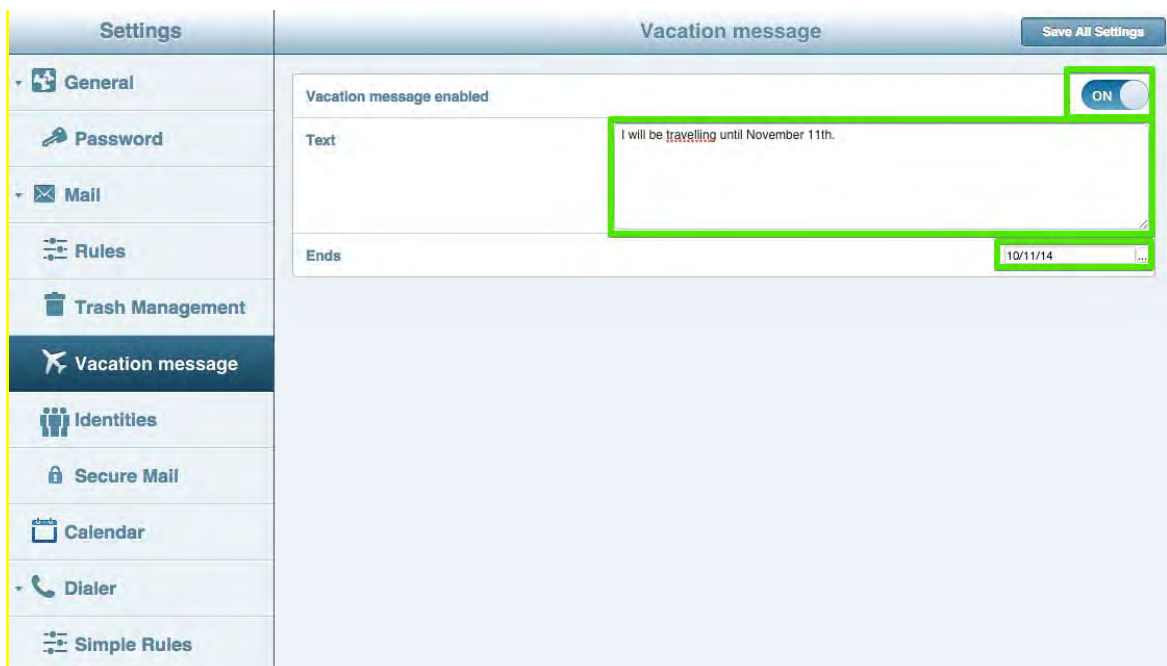 Settings
Vacation message
Save All Settings
General
Password
Mail
Rules
Trash Management
Vacation message
Identities
Secure Mail
Calendar
Dialer
Simple Rules
Vacation message enabled
ON
Text
I will be travelling until November 11th.
Ends
10/11/14
...